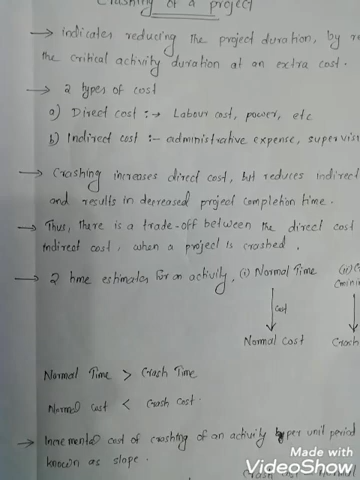 Crashing of a project
→ indicates reducing the project duration, by
the critical activity duration at an extra cost.
→ 2 types of cost
a) Direct cost :→ Labour cost, power, etc
b) Indirect cost :- administrative expense,
→ Crashing increases direct cost, but reduces indirect
and results in decreased project completion time.
→ Thus, there is a trade-off between the direct cost
indirect cost, when a project is crashed.
→ 2 time estimates for an activity. (i) Normal Time (ii)
cost
Normal Cost Crash
Normal Time > Crash Time
Normal cost < Crash cost.
→ Incremental cost of crashing of an activity per unit period
known as slope.
Made with
VideoShow